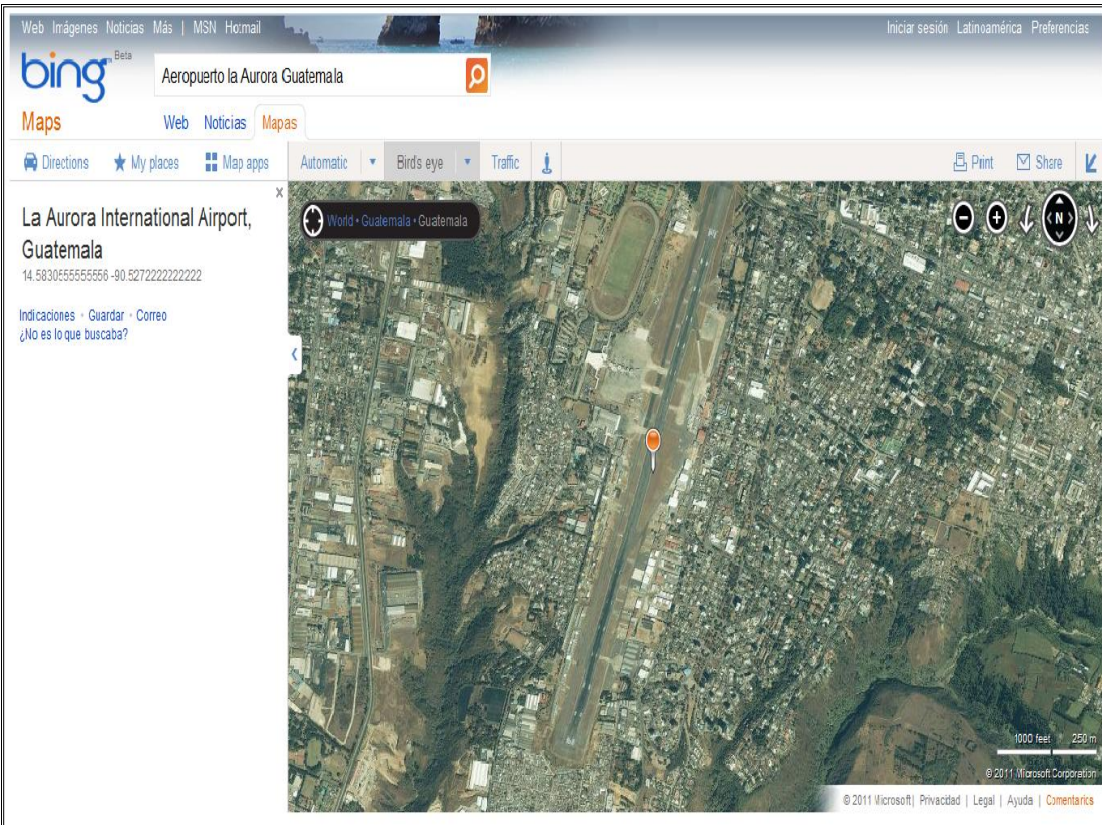 Web Imágenes Noticias Más | MSN Hotmail
Iniciar sesión Latinoamérica Preferencias
bing Beta
Aeropuerto la Aurora Guatemala
Maps
Web Noticias Mapas
Directions My places Map apps
Automatic Bird's eye Traffic
Print Share
La Aurora International Airport,
Guatemala
14.5830555555556 -90.5272222222222
Indicaciones · Guardar · Correo
¿No es lo que buscaba?
World • Guatemala • Guatemala
N
1000 feet 250 m
© 2011 Microsoft Corporation
© 2011 Microsoft | Privacidad | Legal | Ayuda | Comentarios